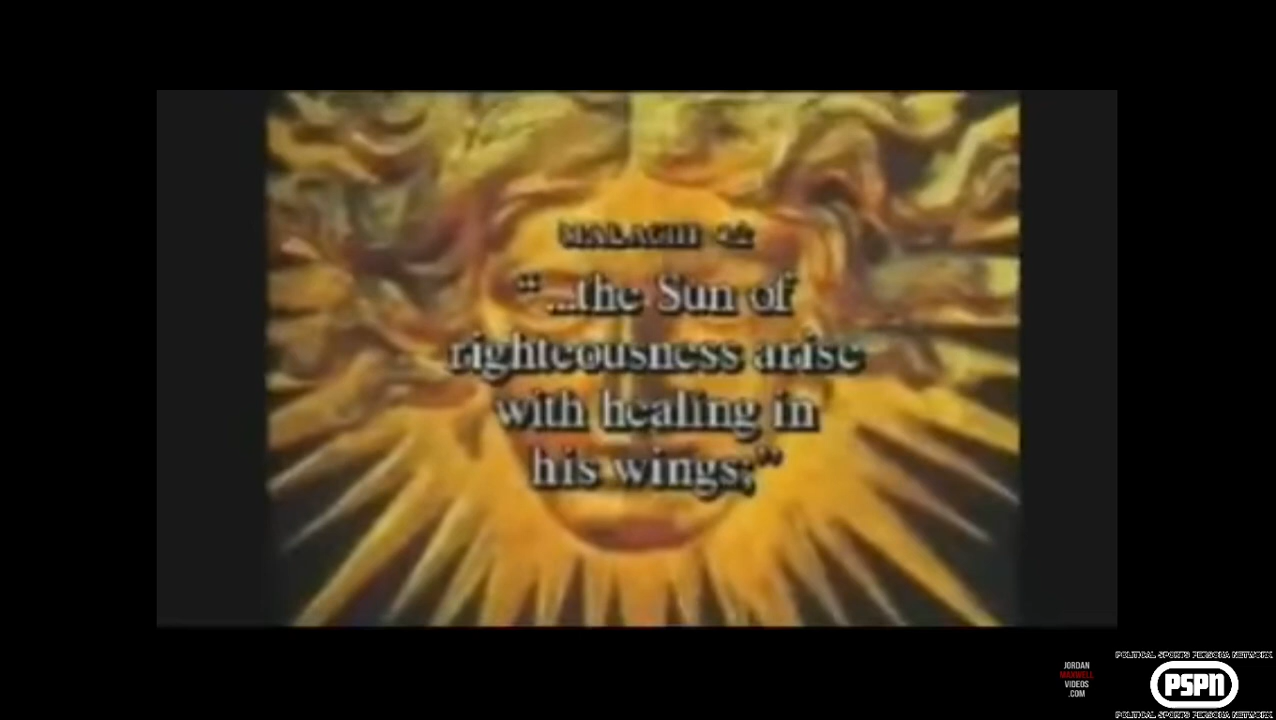 MALACHI 4:2
“...the Sun of
righteousness arise
with healing in
his wings;”
JORDAN
MAXWELL
VIDEOS
.COM
POLITICAL SPORTS PERSONA NETWORK
PSPN
POLITICAL SPORTS PERSONA NETWORK